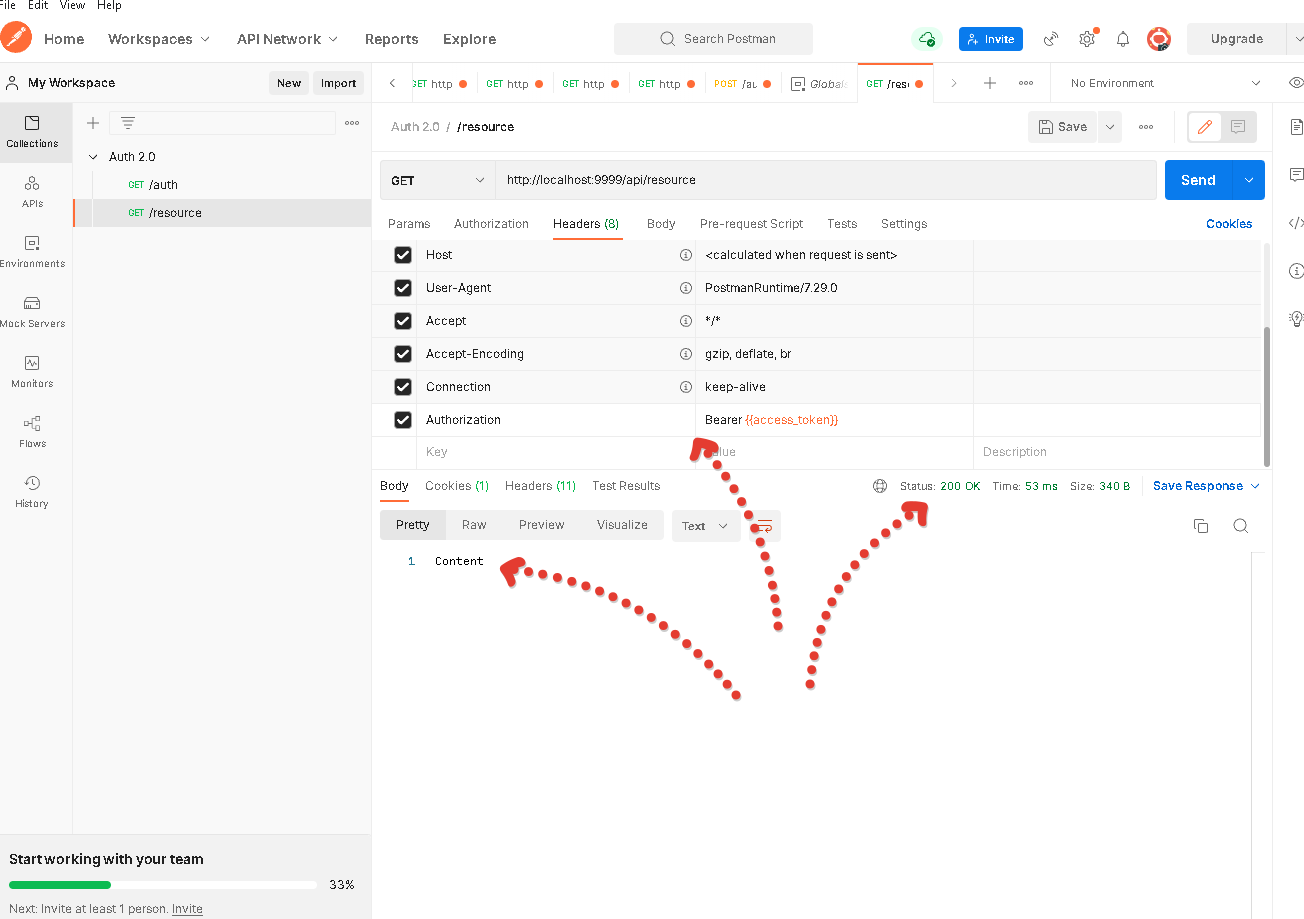 File Edit View Help
Home Workspaces API Network Reports Explore Search Postman Invite Upgrade
My Workspace New Import GET http GET http GET http GET http POST /au Globals GET /reso No Environment
Collections
APIs
Environments
Mock Servers
Monitors
Flows
History
Auth 2.0
GET /auth
GET /resource
Auth 2.0 / /resource Save
GET http://localhost:9999/api/resource Send
Params Authorization Headers (8) Body Pre-request Script Tests Settings Cookies
Host <calculated when request is sent>
User-Agent PostmanRuntime/7.29.0
Accept */*
Accept-Encoding gzip, deflate, br
Connection keep-alive
Authorization Bearer {{access_token}}
Key Value Description
Body Cookies (1) Headers (11) Test Results Status: 200 OK Time: 53 ms Size: 340 B Save Response
Pretty Raw Preview Visualize Text
1 Content
Start working with your team
33%
Next: Invite at least 1 person. Invite